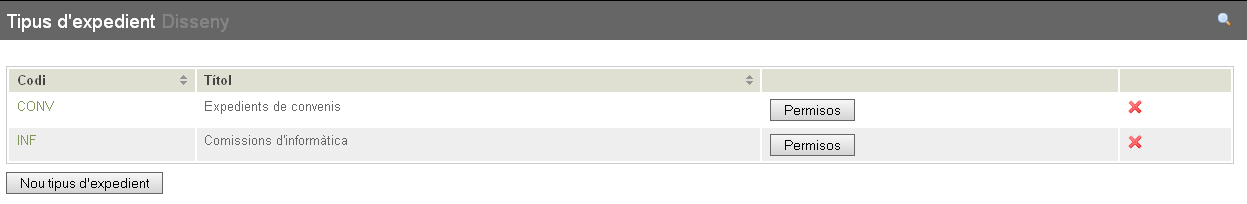 Tipus d'expedient Disseny
Codi Títol
CONV Expedients de convenis Permisos
INF Comissions d'informàtica Permisos
Nou tipus d'expedient